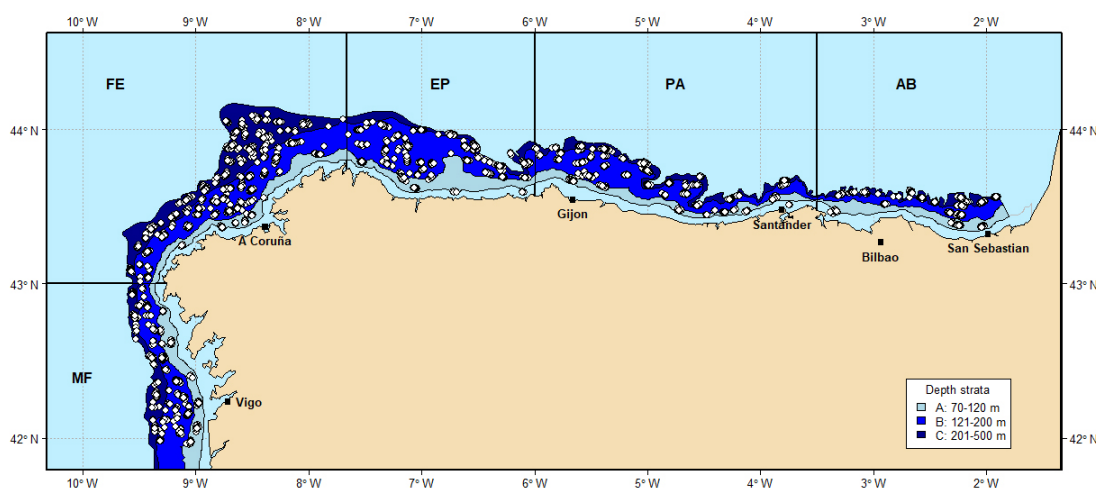 10° W 9° W 8° W 7° W 6° W 5° W 4° W 3° W 2° W
FE EP PA AB
44° N 44° N
Gijon
Santander
A Coruña
Bilbao
San Sebastian
43° N 43° N
MF
Vigo
Depth strata
A: 70-120 m
B: 121-200 m
C: 201-500 m
42° N 42° N
10° W 9° W 8° W 7° W 6° W 5° W 4° W 3° W 2° W